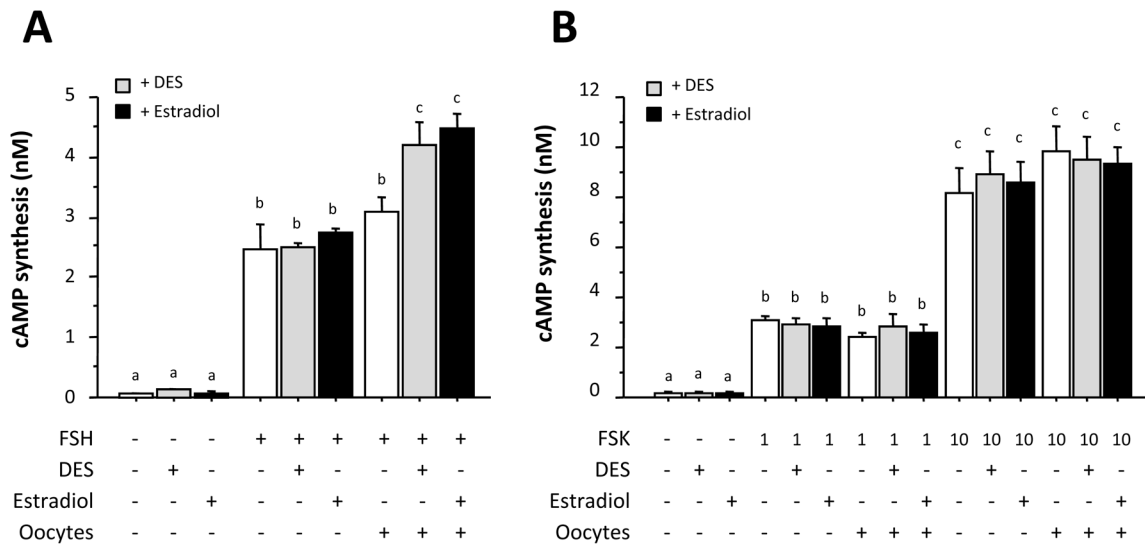 A
+ DES
+ Estradiol
cAMP synthesis (nM)
5
4
3
2
1
0
a a a b b b b c c
FSH - - - + + + + + +
DES - + - - + - - + -
Estradiol - - + - - + - - +
Oocytes - - - - - - + + +
B
+ DES
+ Estradiol
cAMP synthesis (nM)
12
10
8
6
4
2
0
a a a b b b b b b c c c c c c
FSK - - - 1 1 1 1 1 1 10 10 10 10 10 10
DES - + - - + - - + - - + - - + -
Estradiol - - + - - + - - + - - + - - +
Oocytes - - - - - - + + + - - - + + +